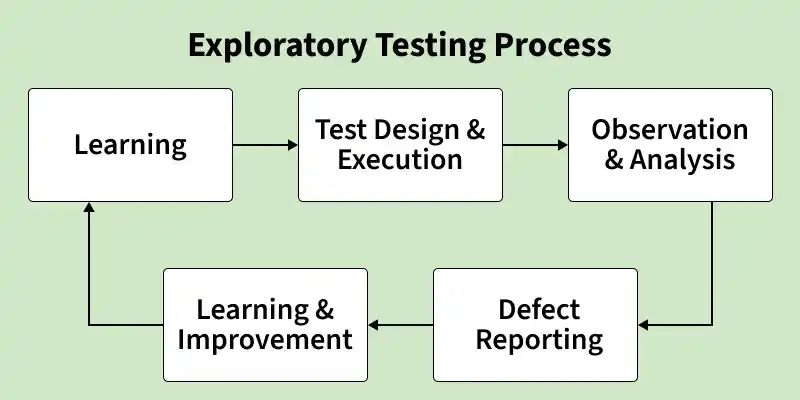 Exploratory Testing Process
Learning
Test Design &
Execution
Observation
& Analysis
Learning &
Improvement
Defect
Reporting